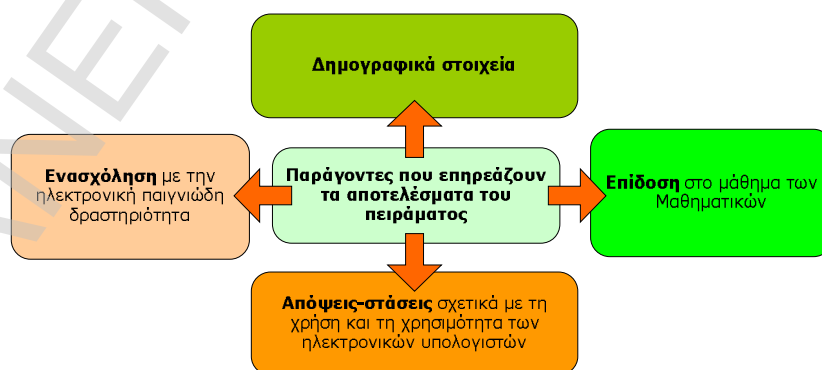 Δημογραφικά στοιχεία
Ενασχόληση με την
ηλεκτρονική παιγνιώδη
δραστηριότητα
Παράγοντες που επηρεάζουν
τα αποτελέσματα του
πειράματος
Επίδοση στο μάθημα των
Μαθηματικών
Απόψεις-στάσεις σχετικά με τη
χρήση και τη χρησιμότητα των
ηλεκτρονικών υπολογιστών